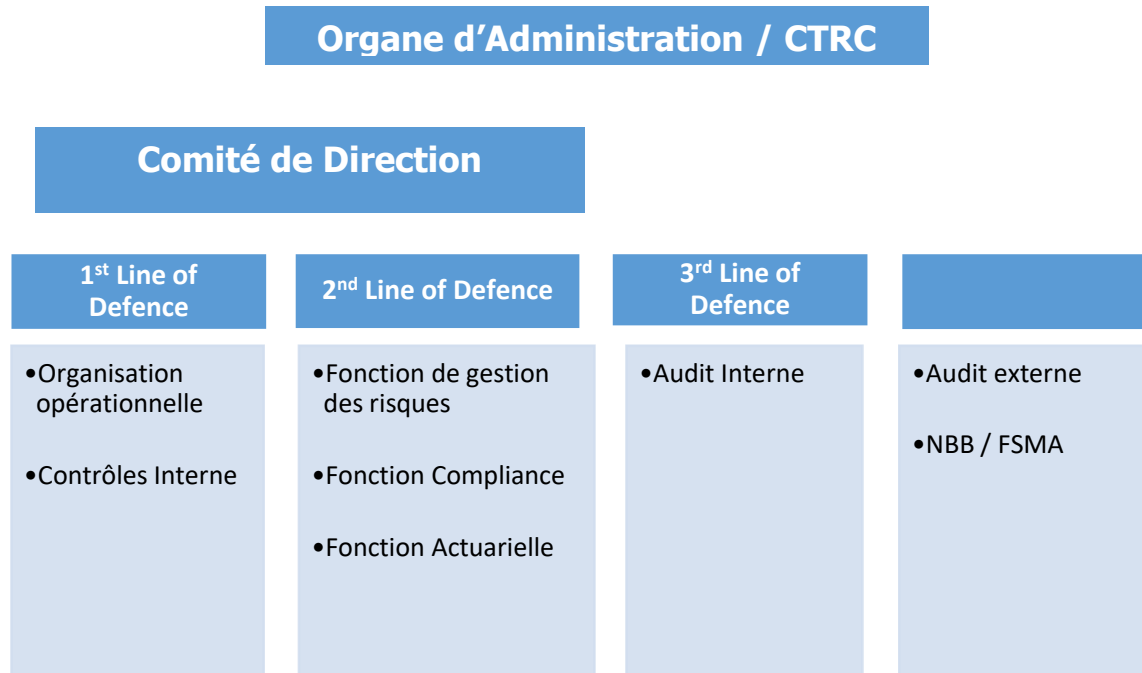 Organe d’Administration / CTRC
Comité de Direction
1st Line of
Defence
•Organisation
opérationnelle
•Contrôles Interne
2nd Line of Defence
•Fonction de gestion
des risques
•Fonction Compliance
•Fonction Actuarielle
3rd Line of
Defence
•Audit Interne
•Audit externe
•NBB / FSMA